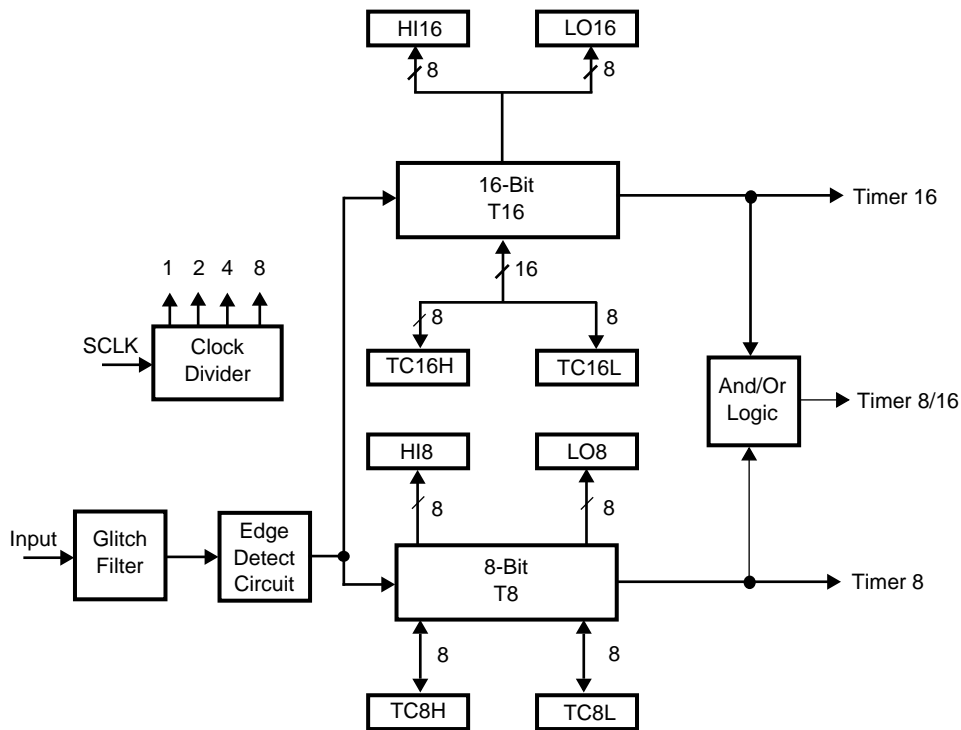 HI16
LO16
8
8
16-Bit
T16
Timer 16
16
1
2
4
8
8
8
SCLK
Clock
Divider
TC16H
TC16L
And/Or
Logic
Timer 8/16
HI8
LO8
8
8
Input
Glitch
Filter
Edge
Detect
Circuit
8-Bit
T8
Timer 8
8
8
TC8H
TC8L